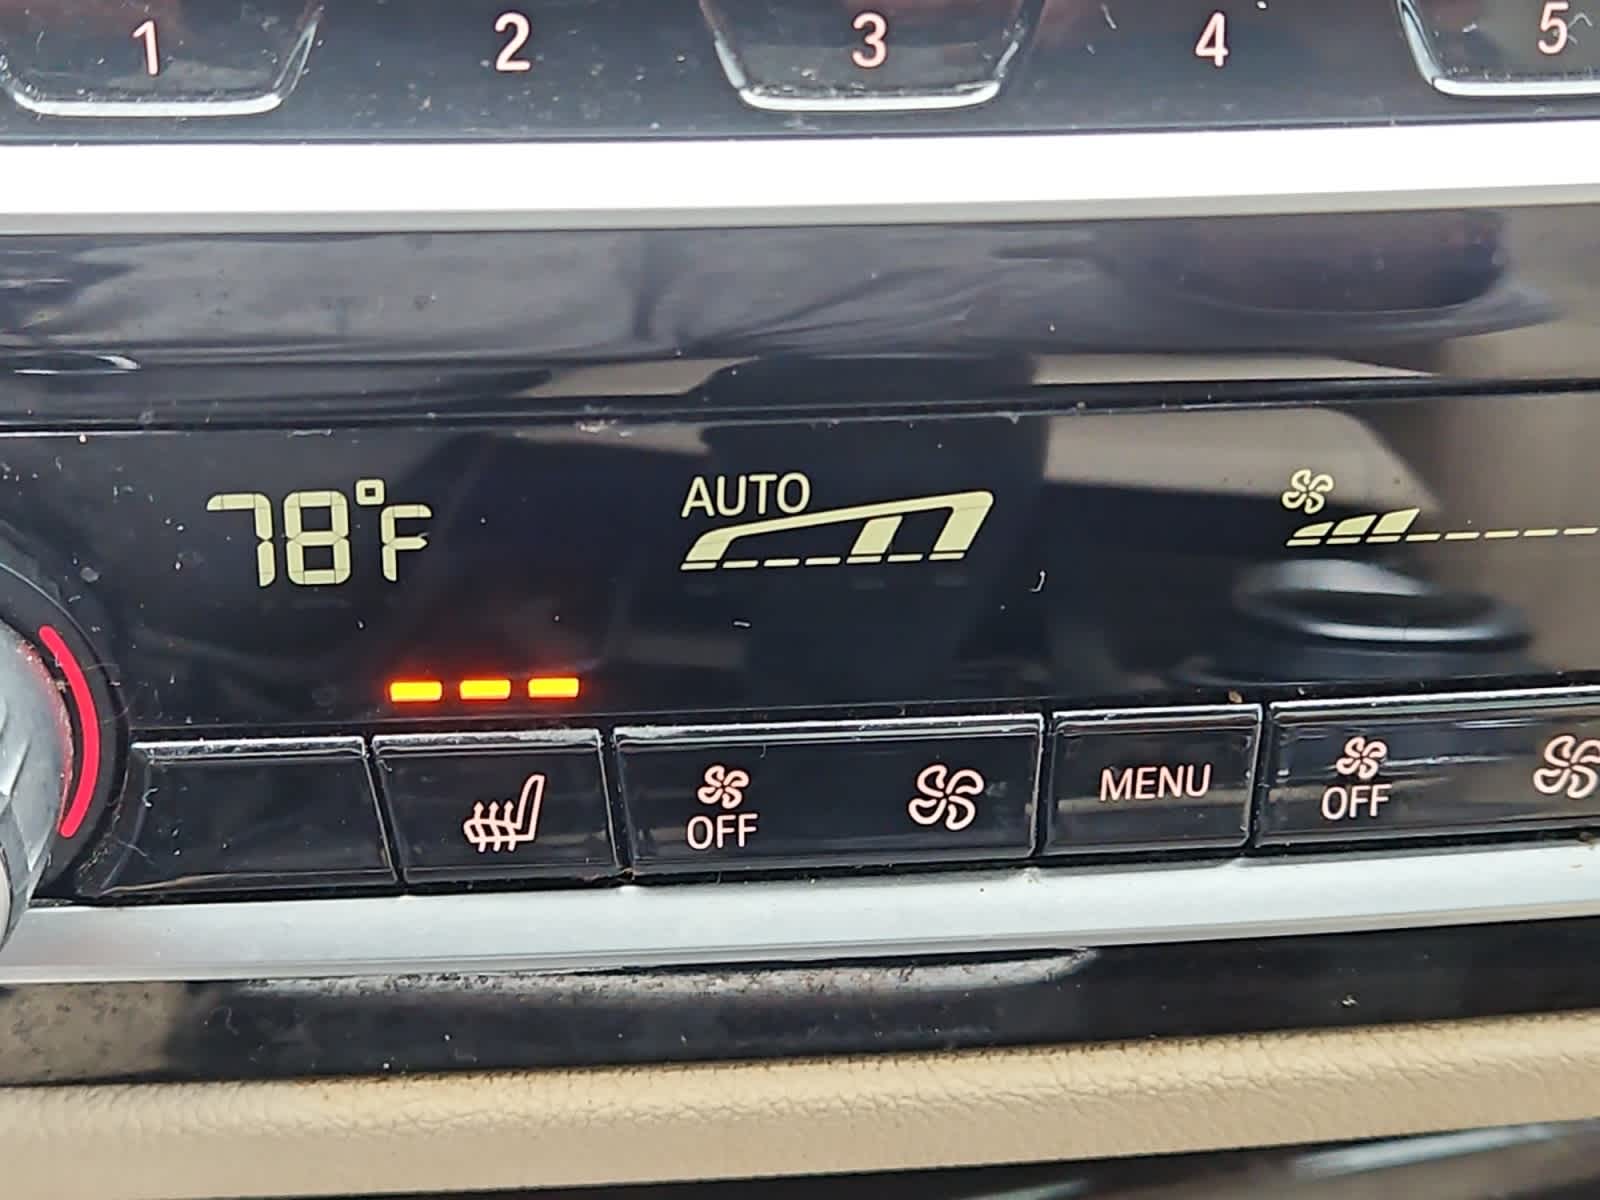 1 2 3 4 5
78°F AUTO
OFF MENU OFF